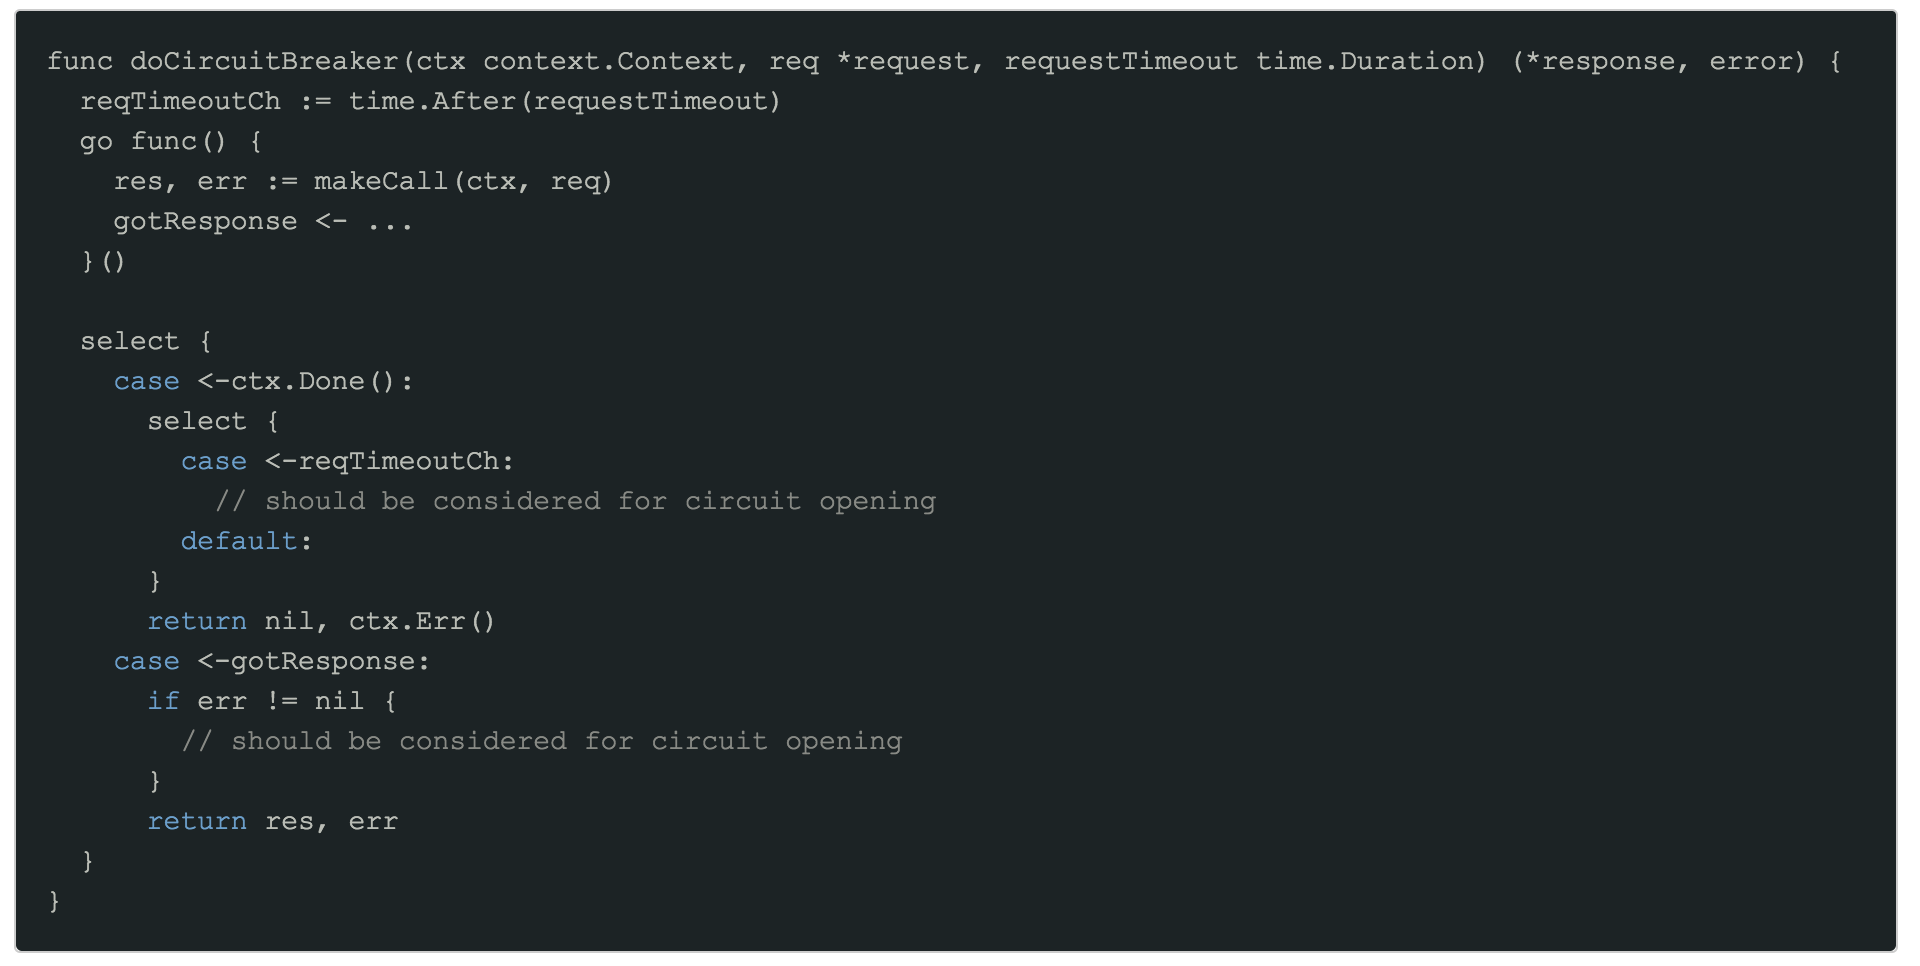 func doCircuitBreaker(ctx context.Context, req *request, requestTimeout time.Duration) (*response, error) {
  reqTimeoutCh := time.After(requestTimeout)
  go func() {
    res, err := makeCall(ctx, req)
    gotResponse <- ...
  }()

  select {
    case <-ctx.Done():
      select {
        case <-reqTimeoutCh:
          // should be considered for circuit opening
        default:
      }
      return nil, ctx.Err()
    case <-gotResponse:
      if err != nil {
        // should be considered for circuit opening
      }
      return res, err
  }
}